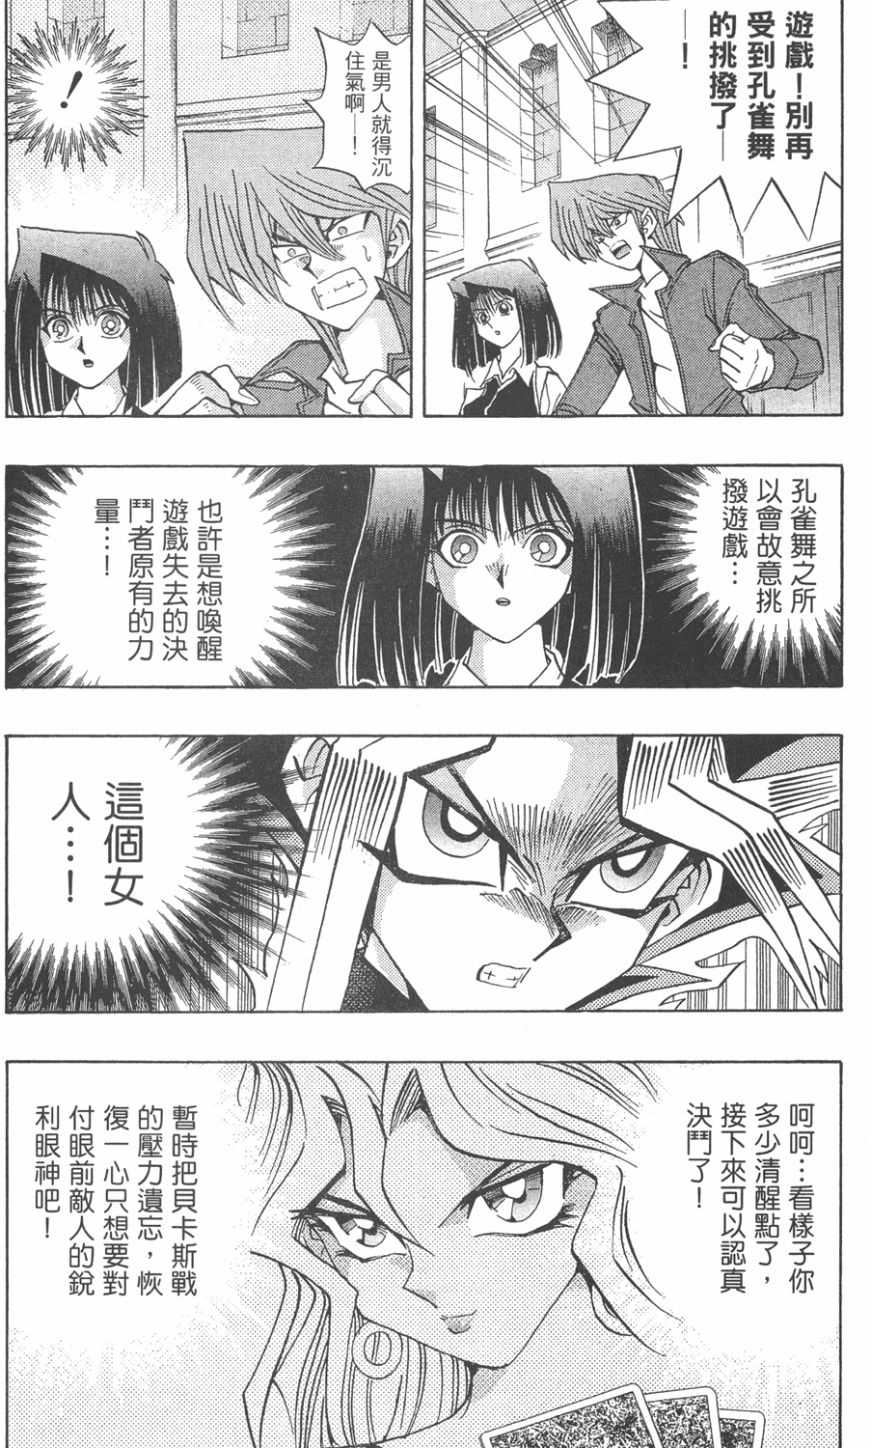 遊戲！別再
受到孔雀舞
的挑撥了—
—！
是男人就得沉
住氣啊—！
！
孔雀舞之所
以會故意挑
撥遊戲…
也許是想喚醒
遊戲失去的決
鬥者原有的力
量…！
這個女
人…！
呵呵…看樣子你
多少清醒點了，
接下來可以認真
決鬥了！
暫時把貝卡斯戰
的壓力遺忘，恢
復一心只想要對
付眼前敵人的銳
利眼神吧！